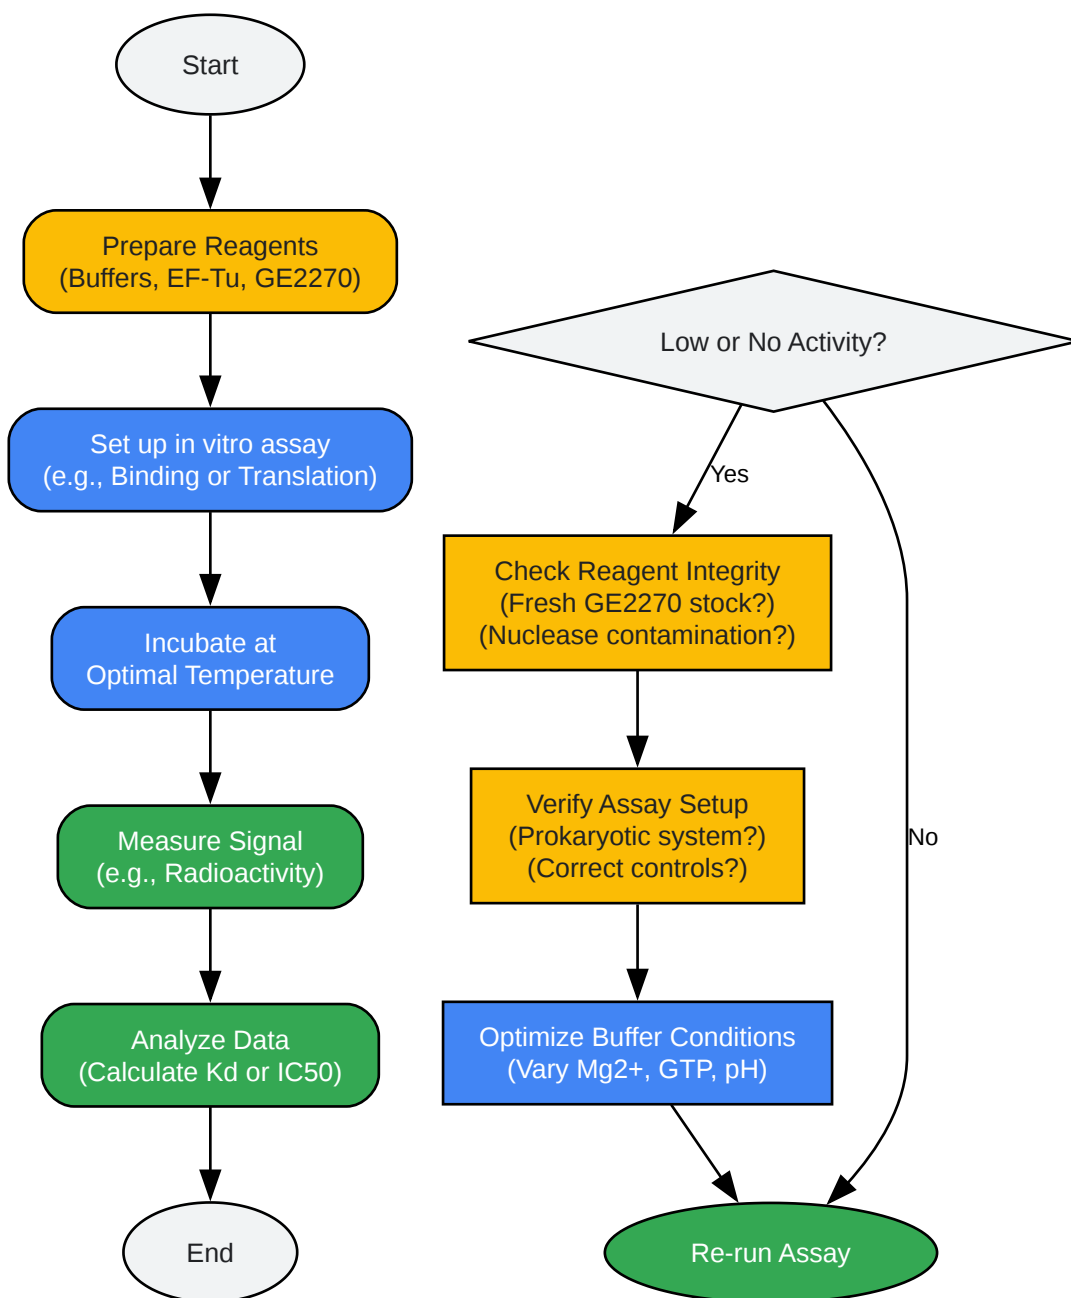 Start
Prepare Reagents
(Buffers, EF-Tu, GE2270)
Set up in vitro assay
(e.g., Binding or Translation)
Incubate at
Optimal Temperature
Measure Signal
(e.g., Radioactivity)
Analyze Data
(Calculate Kd or IC50)
End
Low or No Activity?
Yes
Check Reagent Integrity
(Fresh GE2270 stock?)
(Nuclease contamination?)
Verify Assay Setup
(Prokaryotic system?)
(Correct controls?)
No
Optimize Buffer Conditions
(Vary Mg2+, GTP, pH)
Re-run Assay